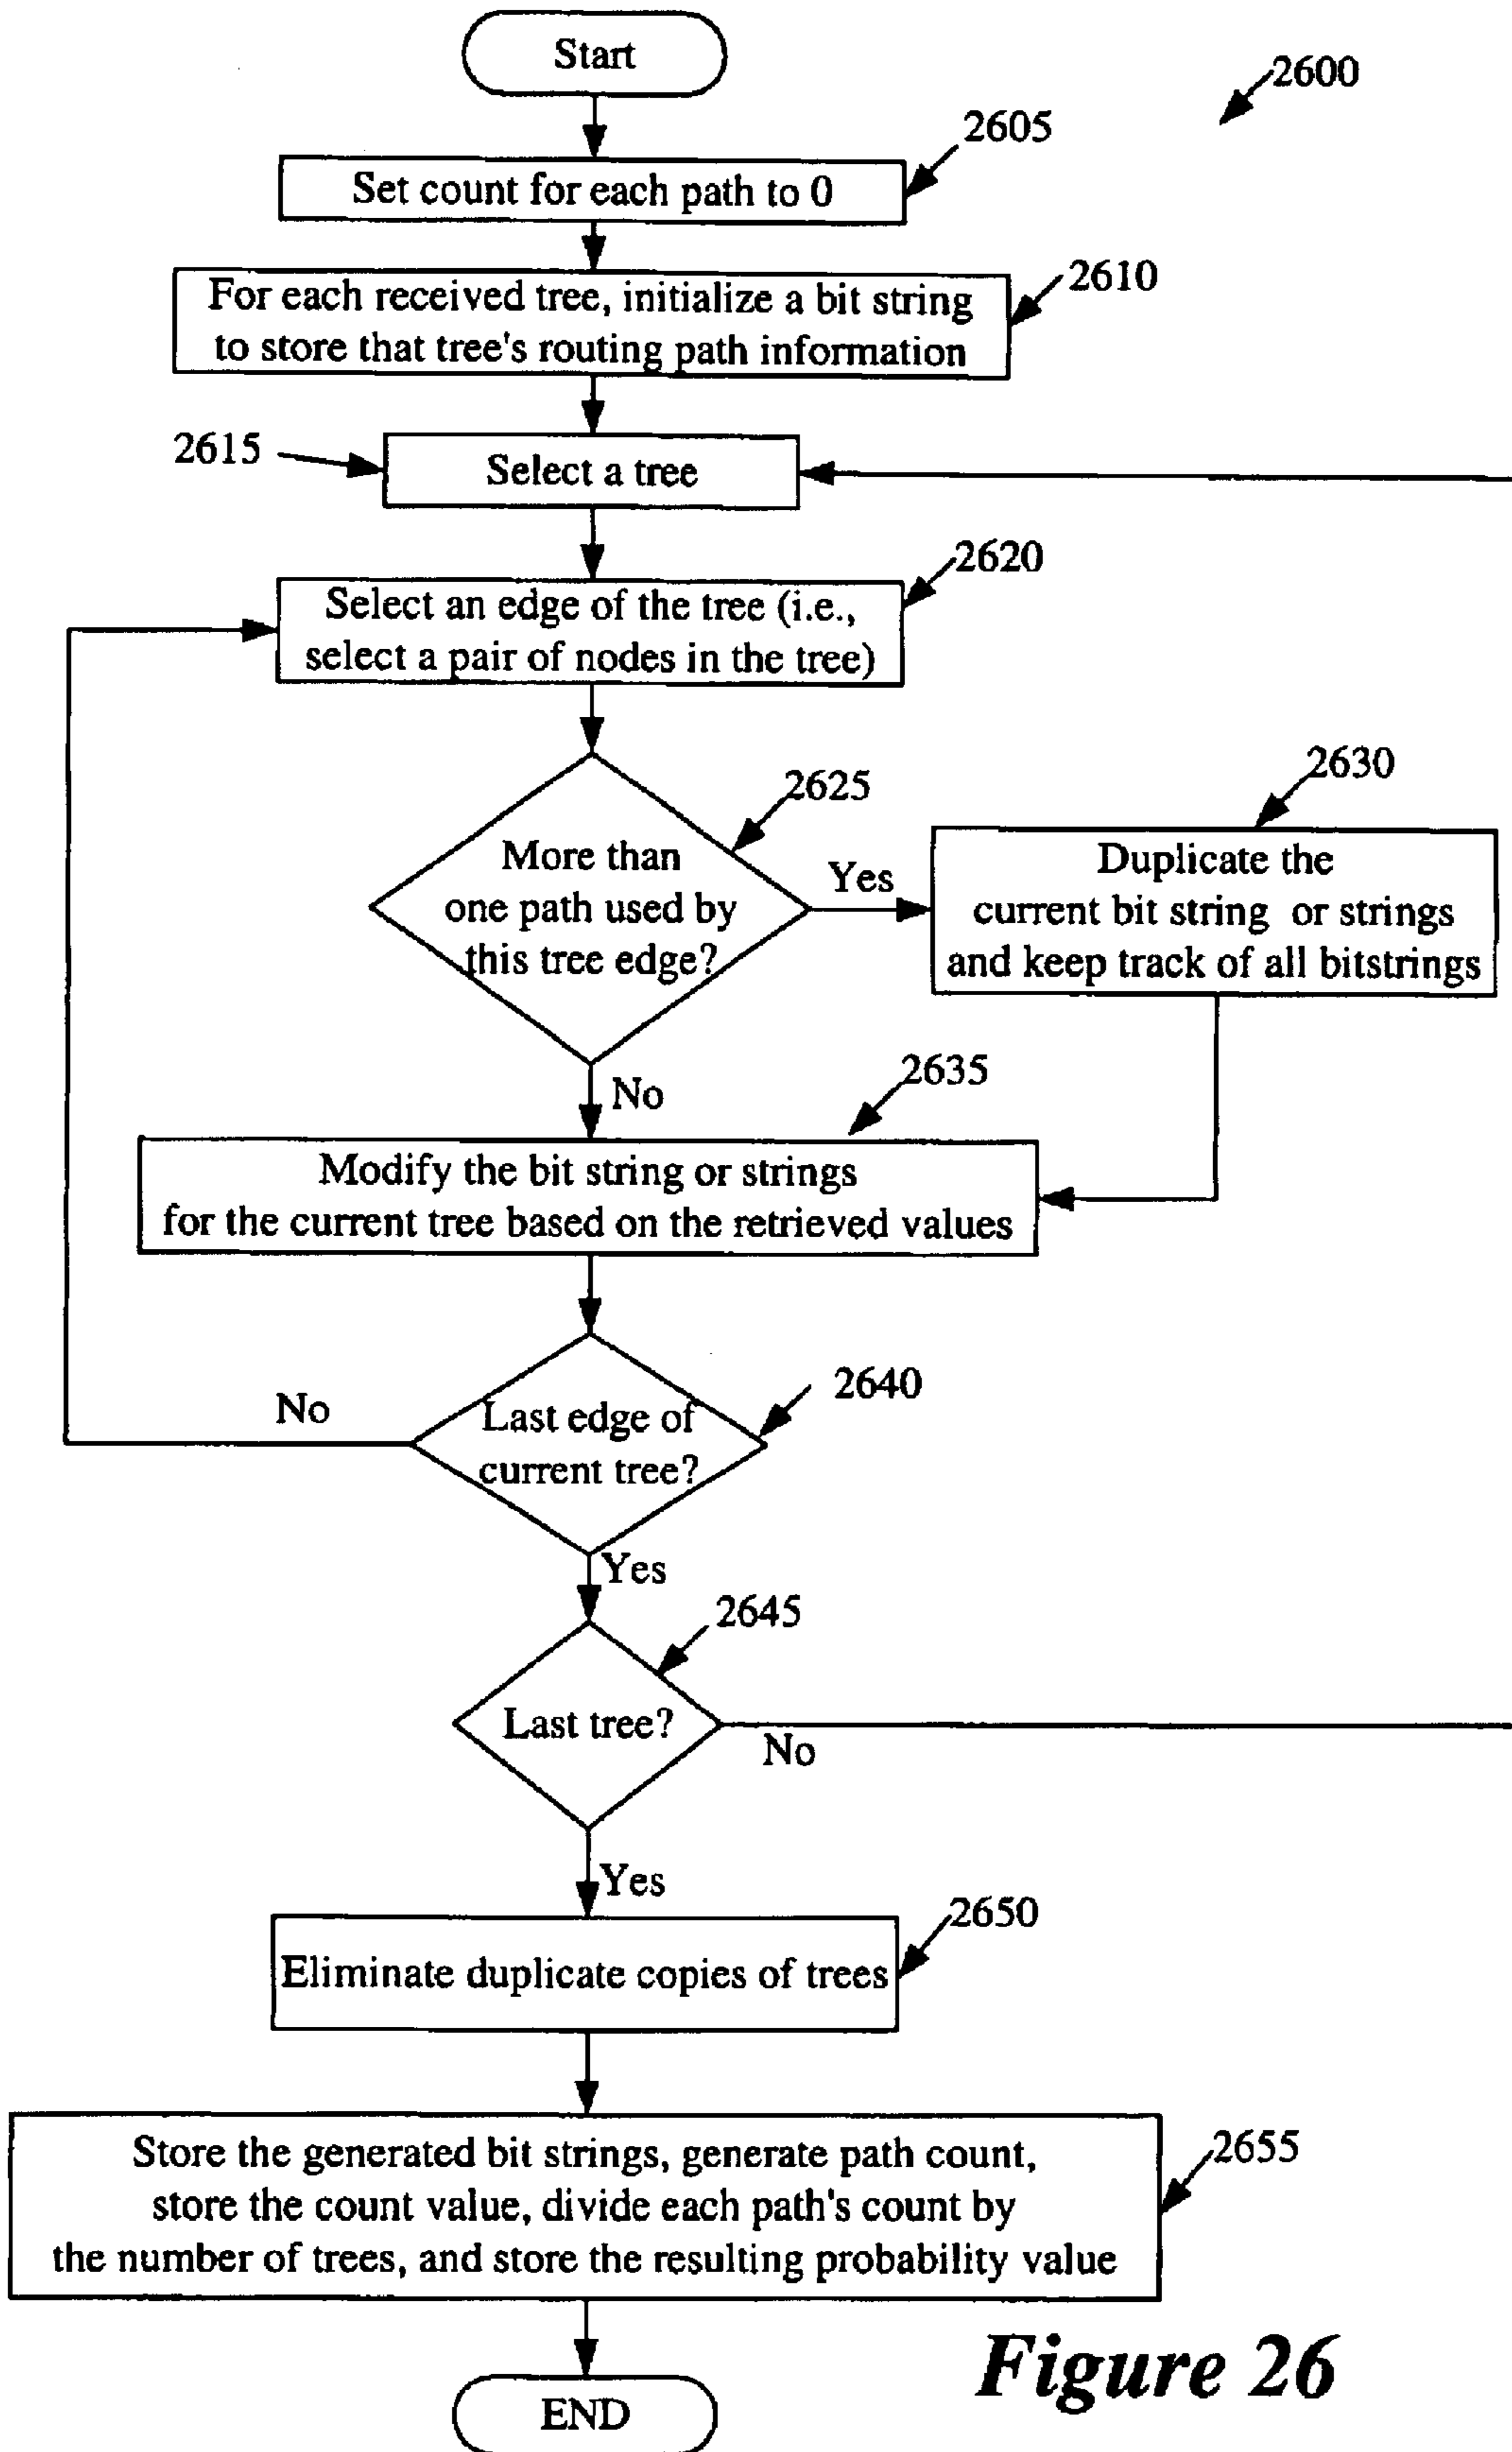 Start
2600
2605
Set count for each path to 0
2610
For each received tree, initialize a bit string
to store that tree's routing path information
2615
Select a tree
2620
Select an edge of the tree (i.e.,
select a pair of nodes in the tree)
2625
2630
More than
one path used by
this tree edge?
Yes
Duplicate the
current bit string or strings
and keep track of all bitstrings
No
2635
Modify the bit string or strings
for the current tree based on the retrieved values
2640
No
Last edge of
current tree?
Yes
2645
Last tree?
No
Yes
2650
Eliminate duplicate copies of trees
2655
Store the generated bit strings, generate path count,
store the count value, divide each path's count by
the number of trees, and store the resulting probability value
END
Figure 26